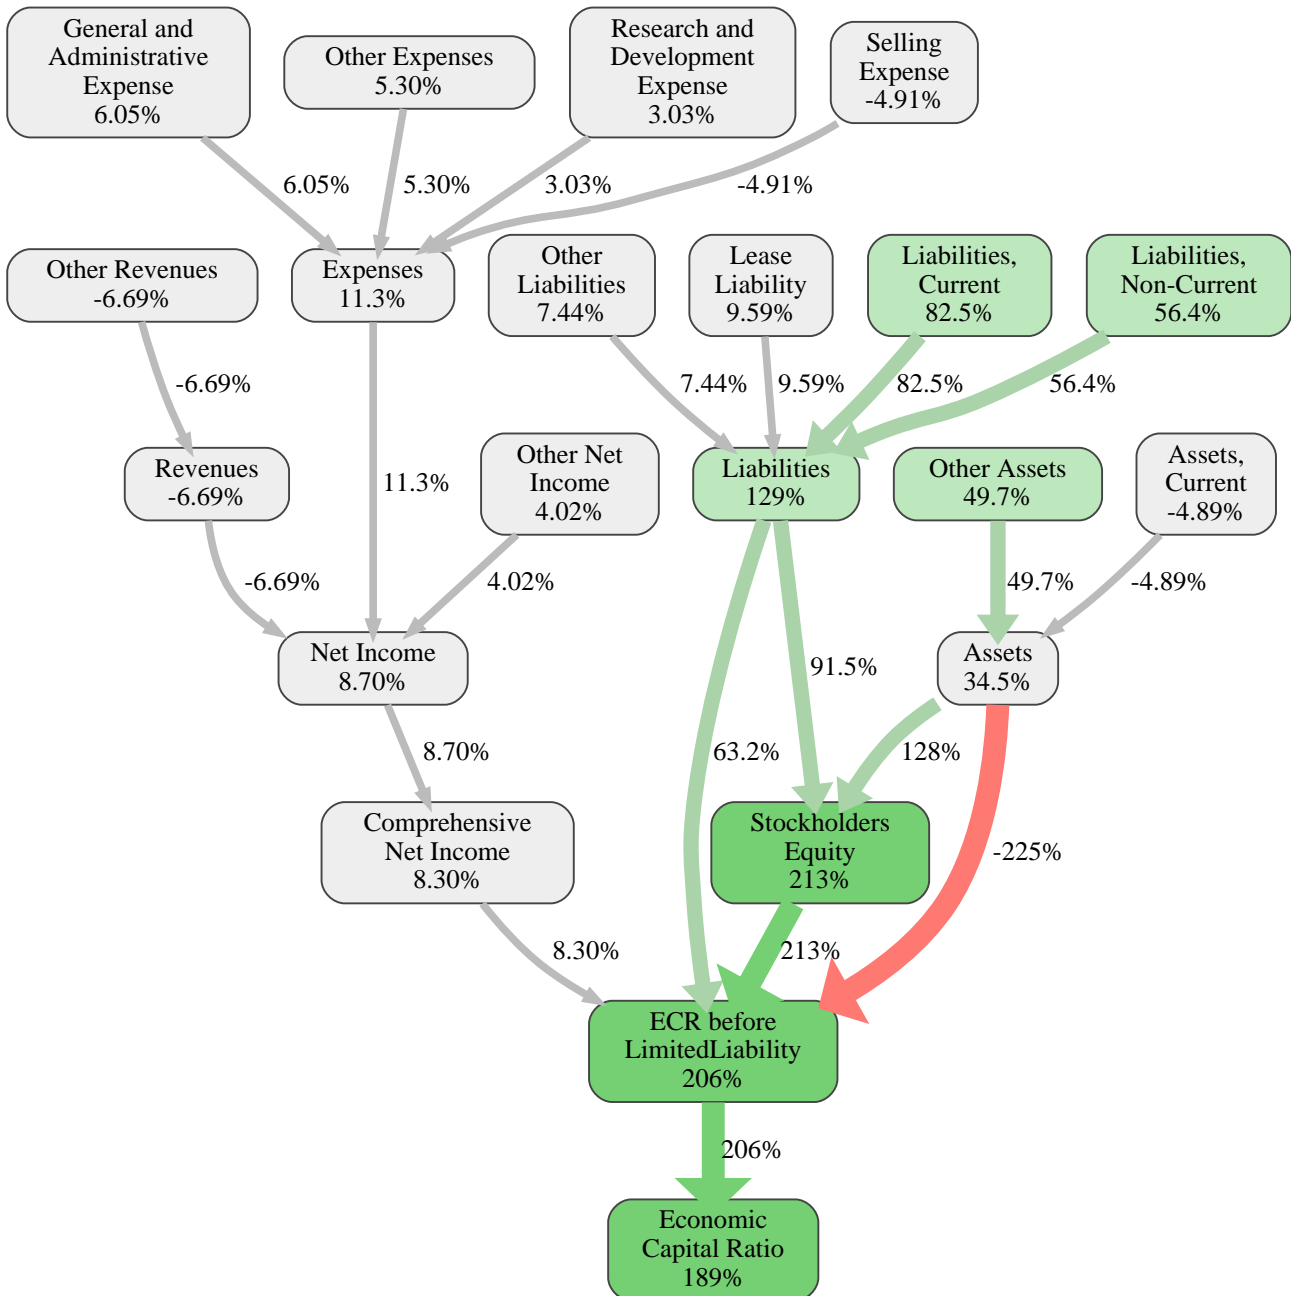 General and
Administrative
Expense
6.05%
Other Expenses
5.30%
Research and
Development
Expense
3.03%
Selling
Expense
-4.91%
6.05%
5.30%
3.03%
-4.91%
Other Revenues
-6.69%
Expenses
11.3%
Other
Liabilities
7.44%
Lease
Liability
9.59%
Liabilities,
Current
82.5%
Liabilities,
Non-Current
56.4%
-6.69%
7.44%
9.59%
82.5%
56.4%
Revenues
-6.69%
11.3%
Other Net
Income
4.02%
Liabilities
129%
Other Assets
49.7%
Assets,
Current
-4.89%
-6.69%
4.02%
49.7%
-4.89%
Net Income
8.70%
91.5%
Assets
34.5%
8.70%
63.2%
128%
Comprehensive
Net Income
8.30%
Stockholders
Equity
213%
-225%
8.30%
213%
ECR before
LimitedLiability
206%
206%
Economic
Capital Ratio
189%